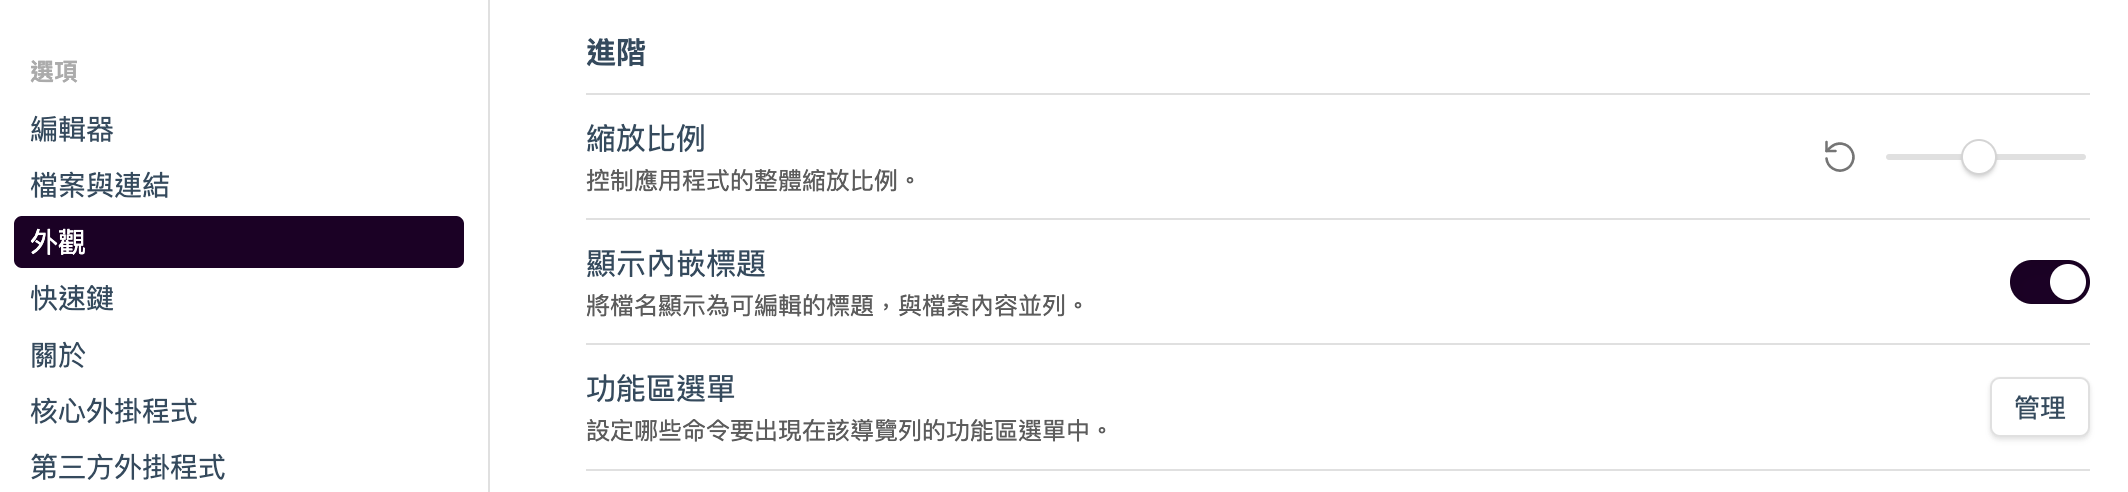 選項
編輯器
檔案與連結
外觀
快速鍵
關於
核心外掛程式
第三方外掛程式
進階
縮放比例
控制應用程式的整體縮放比例。
顯示內嵌標題
將檔名顯示為可編輯的標題，與檔案內容並列。
功能區選單
設定哪些命令要出現在該導覽列的功能區選單中。
管理